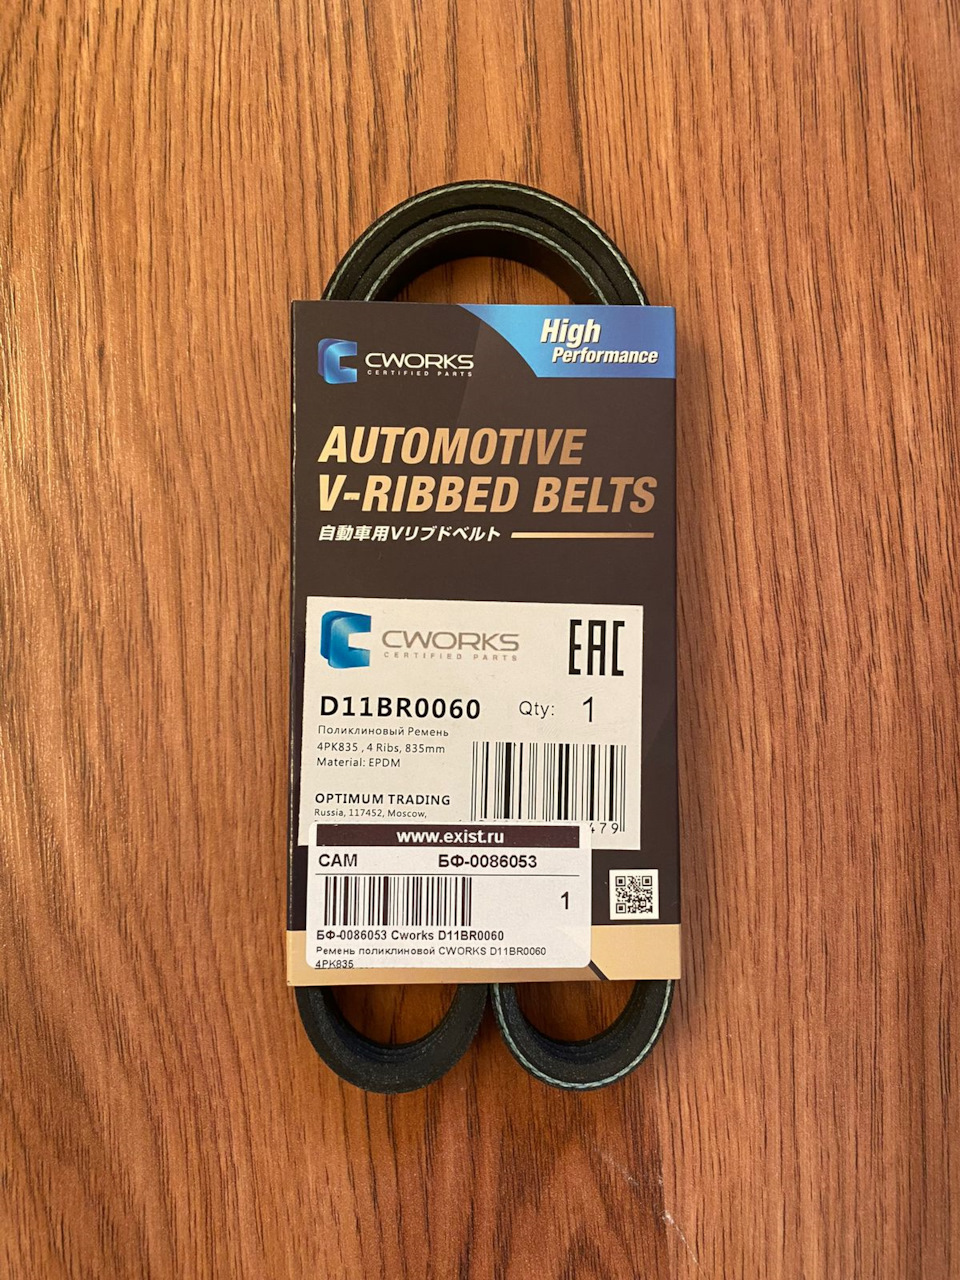 High
Performance
CWORKS
CERTIFIED PARTS
AUTOMOTIVE
V-RIBBED BELTS
自動車用Vリブドベルト
CWORKS
CERTIFIED PARTS
EAC
D11BR0060 Qty: 1
Поликлиновый Ремень
4PK835 , 4 Ribs, 835mm
Material: EPDM
OPTIMUM TRADING
Russia, 117452, Moscow,
479
www.exist.ru
САМ БФ-0086053
1
БФ-0086053 Cworks D11BR0060
Ремень поликлиновой CWORKS D11BR0060
4PK835